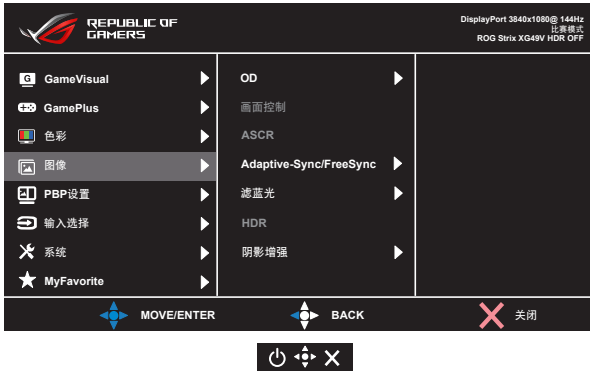 REPUBLIC OF
GAMERS
DisplayPort 3840x1080@ 144Hz
比赛模式
ROG Strix XG49V HDR OFF
G GameVisual
GamePlus
色彩
图像
PBP设置
输入选择
系统
MyFavorite
OD
画面控制
ASCR
Adaptive-Sync/FreeSync
滤蓝光
HDR
阴影增强
MOVE/ENTER
BACK
关闭